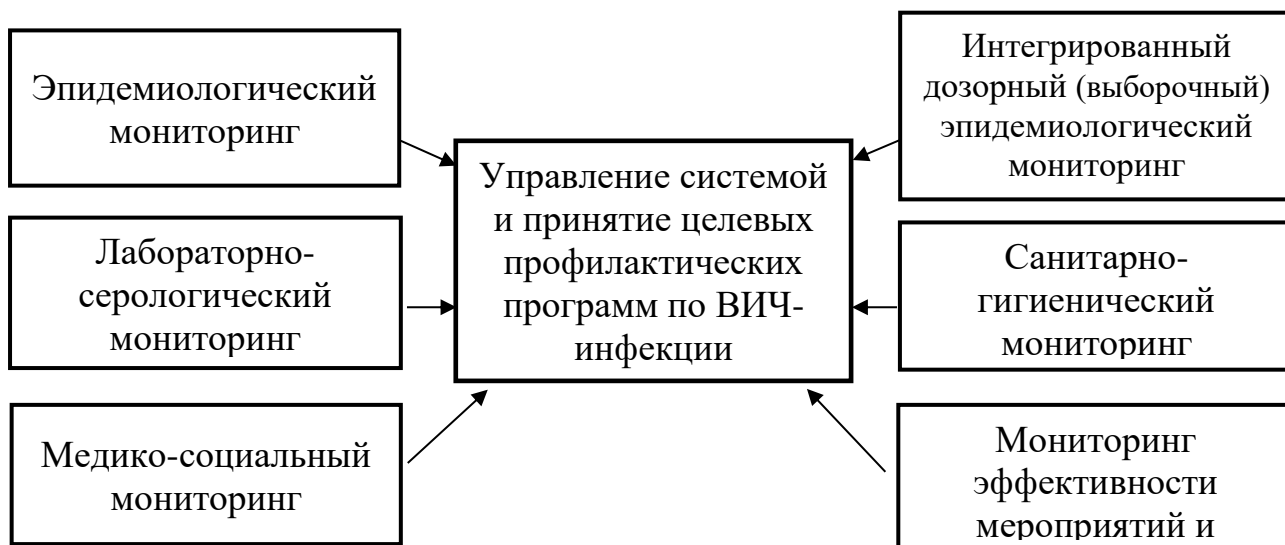 Эпидемиологический
мониторинг
Лабораторно-
серологический
мониторинг
Медико-социальный
мониторинг
Управление системой
и принятие целевых
профилактических
программ по ВИЧ-
инфекции
Интегрированный
дозорный (выборочный)
эпидемиологический
мониторинг
Санитарно-
гигиенический
мониторинг
Мониторинг
эффективности
мероприятий и